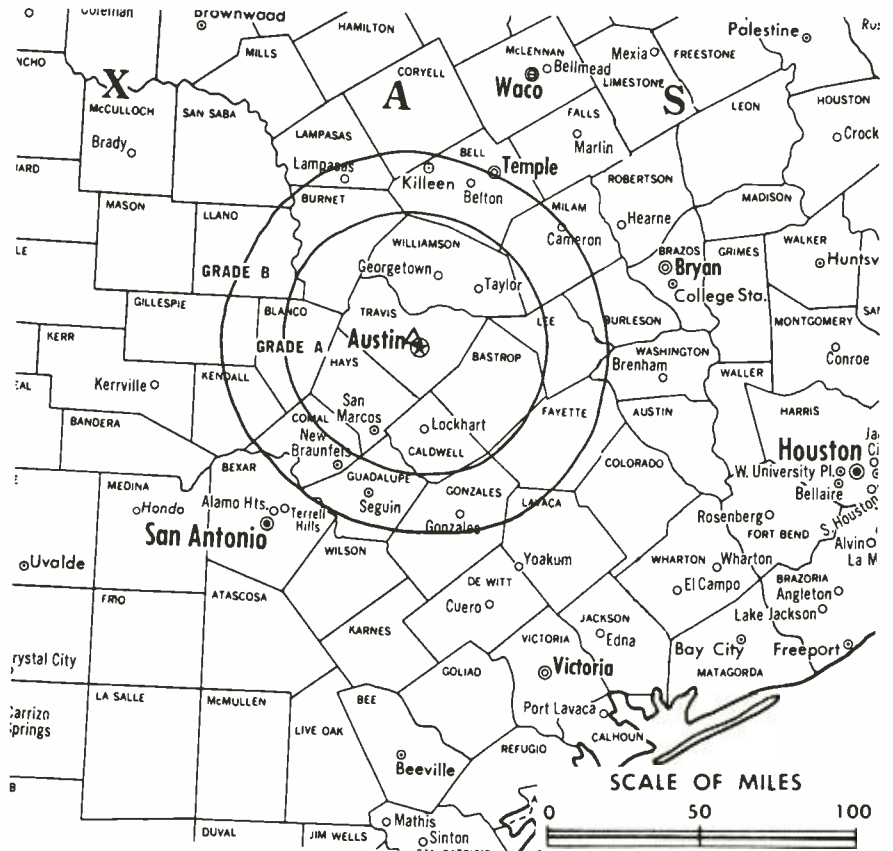 Coleman
Brownwood
HAMILTON
Palestine
MILLS
McLENNAN
Mexia
FREESTONE
NCHO
CORYELL
Bellmead
Waco
LIMESTONE
X
A
S
McCULLOCH
SAN SABA
LEON
HOUSTON
FALLS
LAMPASAS
Marlin
Crock
Brady
BELL
Lampasas
Temple
Killeen
Belton
ROBERTSON
MASON
LLANO
BURNET
MILAM
MADISON
Hearne
Cameron
WILLIAMSON
WALKER
BRAZOS
GRIMES
Georgetown
Bryan
Huntsv
GRADE B
Taylor
College Sta.
GILLESPIE
BLANCO
TRAVIS
LEE
BURLESON
MONTGOMERY
SAN
KERR
Austin
GRADE A
HAYS
BASTROP
WASHINGTON
Conroe
Brenham
KENDALL
WALLER
Kerrville
San
Marcos
FAYETTE
AUSTIN
HARRIS
BANDERA
COMAL
Lockhart
New
Braunfels
CALDWELL
Houston
BEXAR
COLORADO
W. University Pl.
GUADALUPE
MEDINA
GONZALES
Bellaire
Hondo
Alamo Hts.
Terrell
Hills
Seguin
LAVACA
Rosenberg
S. Houston
San Antonio
Gonzales
FORT BEND
Alvin
La M
WILSON
Uvalde
Yoakum
WHARTON
Wharton
DE WITT
El Campo
BRAZORIA
Angleton
FRIO
ATASCOSA
Cuero
Lake Jackson
JACKSON
Edna
KARNES
VICTORIA
Bay City
Freeport
rystal City
GOLIAD
Victoria
MATAGORDA
LA SALLE
McMULLEN
BEE
Port Lavaca
Carrizo
Springs
LIVE OAK
CALHOUN
REFUGIO
Beeville
SCALE OF MILES
0 50 100
Mathis
DUVAL
JIM WELLS
Sinton